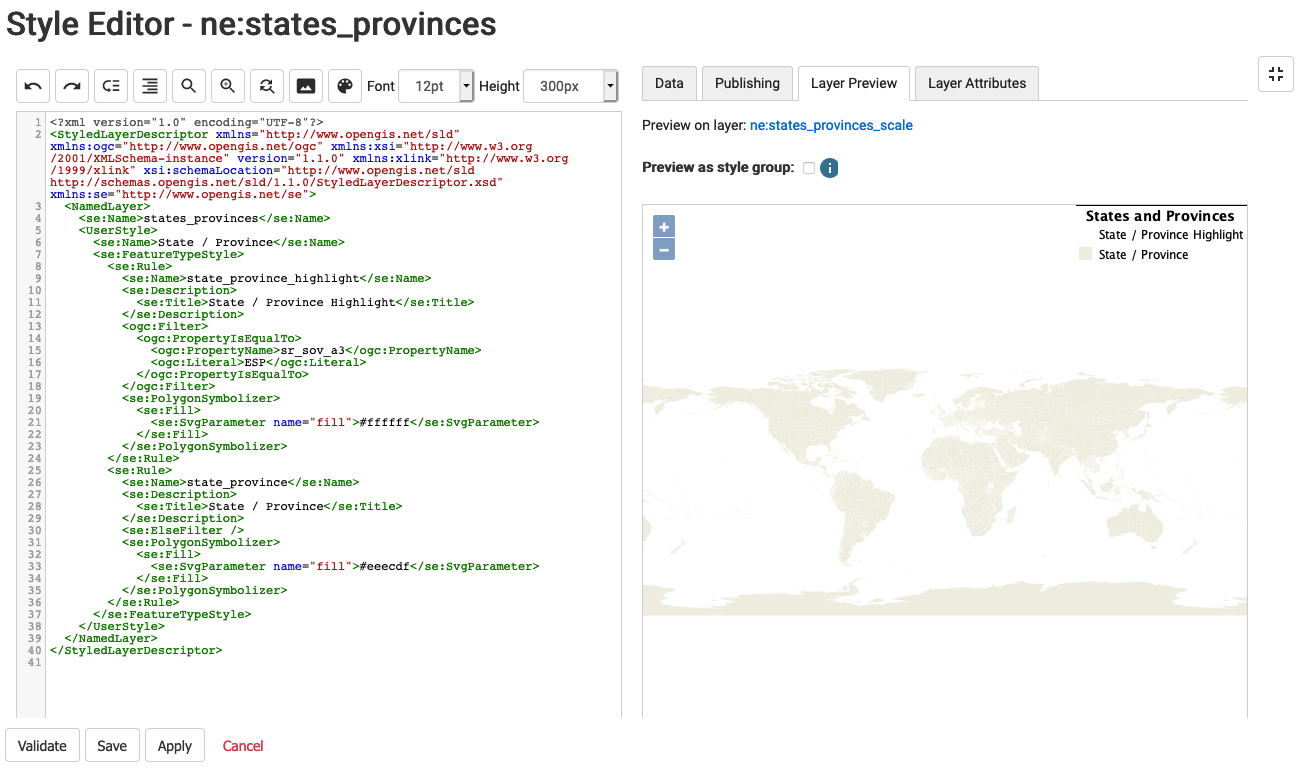 Style Editor - ne:states_provinces
Font 12pt Height 300px
1 <?xml version="1.0" encoding="UTF-8"?>
2 <StyledLayerDescriptor xmlns="http://www.opengis.net/sld"
xmlns:ogc="http://www.opengis.net/ogc" xmlns:xsi="http://www.w3.org
/2001/XMLSchema-instance" version="1.1.0" xmlns:xlink="http://www.w3.org
/1999/xlink" xsi:schemaLocation="http://www.opengis.net/sld
http://schemas.opengis.net/sld/1.1.0/StyledLayerDescriptor.xsd"
xmlns:se="http://www.opengis.net/se">
3 <NamedLayer>
4 <se:Name>states_provinces</se:Name>
5 <UserStyle>
6 <se:Name>State / Province</se:Name>
7 <se:FeatureTypeStyle>
8 <se:Rule>
9 <se:Name>state_province_highlight</se:Name>
10 <se:Description>
11 <se:Title>State / Province Highlight</se:Title>
12 </se:Description>
13 <ogc:Filter>
14 <ogc:PropertyIsEqualTo>
15 <ogc:PropertyName>sr_sov_a3</ogc:PropertyName>
16 <ogc:Literal>ESP</ogc:Literal>
17 </ogc:PropertyIsEqualTo>
18 </ogc:Filter>
19 <se:PolygonSymbolizer>
20 <se:Fill>
21 <se:SvgParameter name="fill">#ffffff</se:SvgParameter>
22 </se:Fill>
23 </se:PolygonSymbolizer>
24 </se:Rule>
25 <se:Rule>
26 <se:Name>state_province</se:Name>
27 <se:Description>
28 <se:Title>State / Province</se:Title>
29 </se:Description>
30 <se:ElseFilter />
31 <se:PolygonSymbolizer>
32 <se:Fill>
33 <se:SvgParameter name="fill">#eeecdf</se:SvgParameter>
34 </se:Fill>
35 </se:PolygonSymbolizer>
36 </se:Rule>
37 </se:FeatureTypeStyle>
38 </UserStyle>
39 </NamedLayer>
40 </StyledLayerDescriptor>
41
Validate Save Apply Cancel
Data Publishing Layer Preview Layer Attributes
Preview on layer: ne:states_provinces_scale
Preview as style group: i
+
−
States and Provinces
State / Province Highlight
State / Province